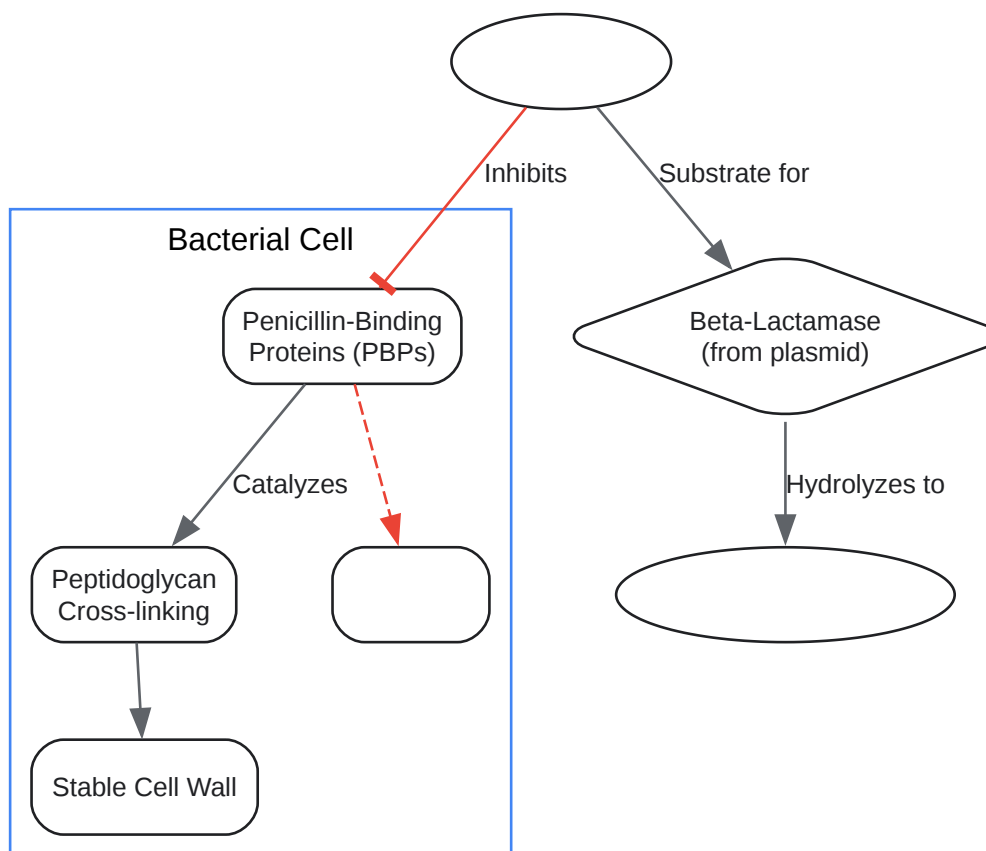 Inhibits
Substrate for
Bacterial Cell
Penicillin-Binding
Proteins (PBPs)
Beta-Lactamase
(from plasmid)
Catalyzes
Hydrolyzes to
Peptidoglycan
Cross-linking
Stable Cell Wall